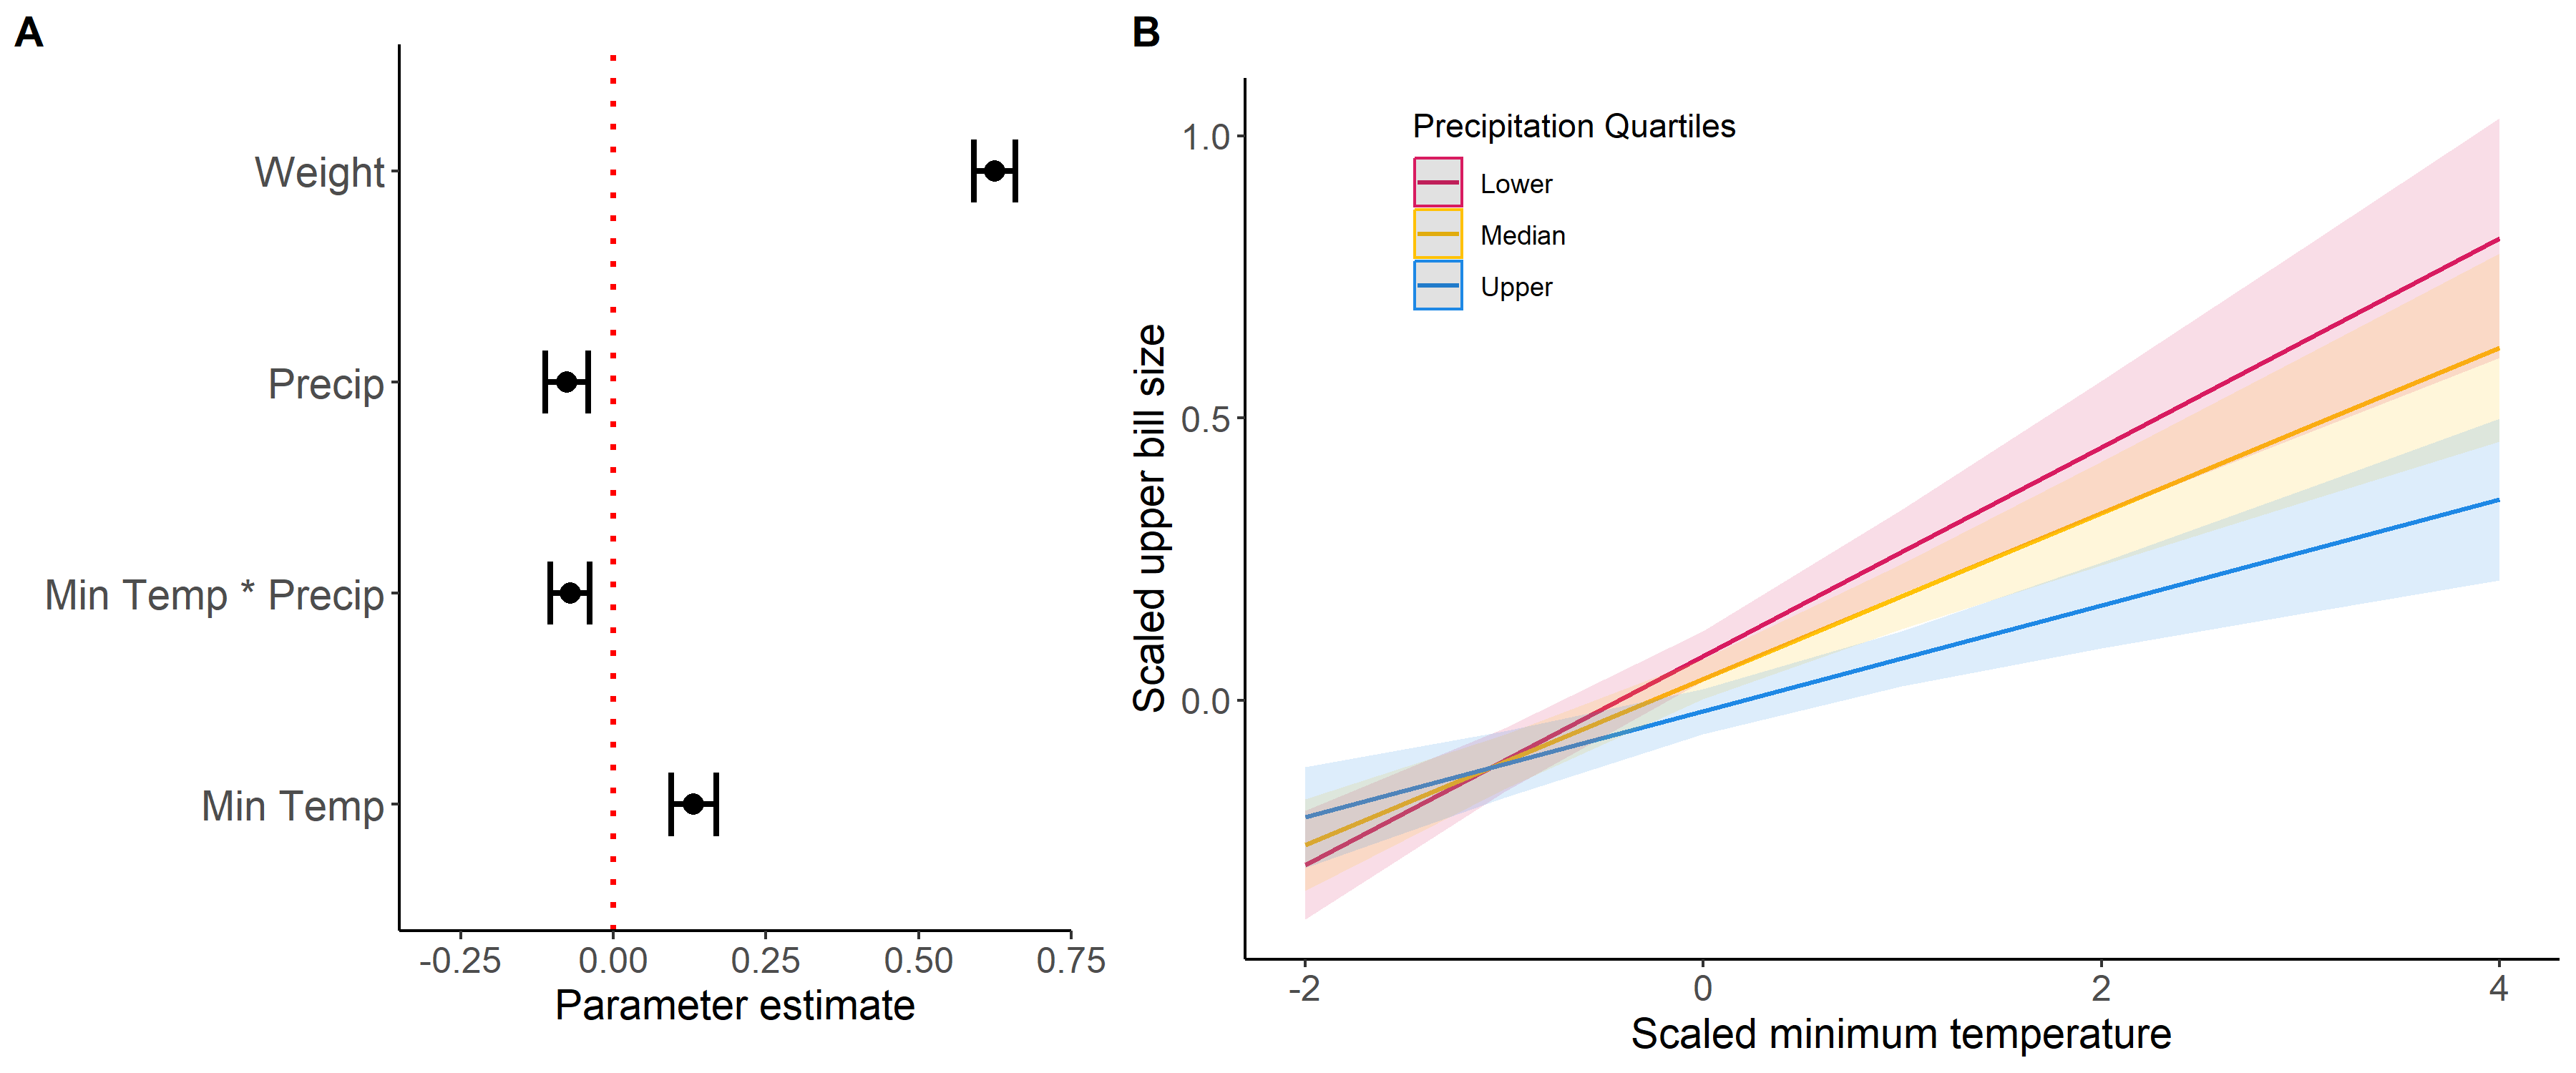 A
Weight
Precip
Min Temp * Precip
Min Temp
-0.25 0.00 0.25 0.50 0.75
Parameter estimate
B
Scaled upper bill size
1.0
0.5
0.0
Precipitation Quartiles
Lower
Median
Upper
-2 0 2 4
Scaled minimum temperature